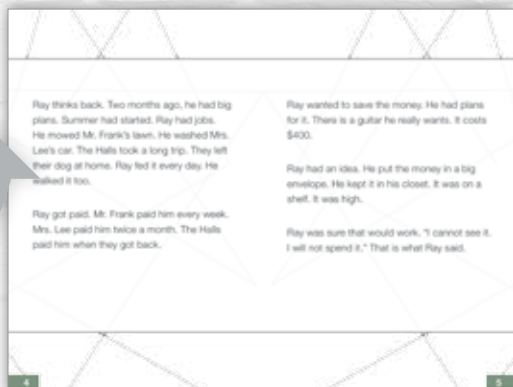 Ray thinks back. Two months ago, he had big
plans. Summer had started. Ray had jobs.
He mowed Mr. Frank's lawn. He washed Mrs.
Lee's car. The Halls took a long trip. They left
their dog at home. Ray fed it every day. He
walked it too.
Ray got paid. Mr. Frank paid him every week.
Mrs. Lee paid him twice a month. The Halls
paid him when they got back.
4
Ray wanted to save the money. He had plans
for it. There is a guitar he really wants. It costs
$400.
Ray had an idea. He put the money in a big
envelope. He kept it in his closet. It was on a
shelf. It was high.
Ray was sure that would work. "I cannot see it.
I will not spend it." That is what Ray said.
5